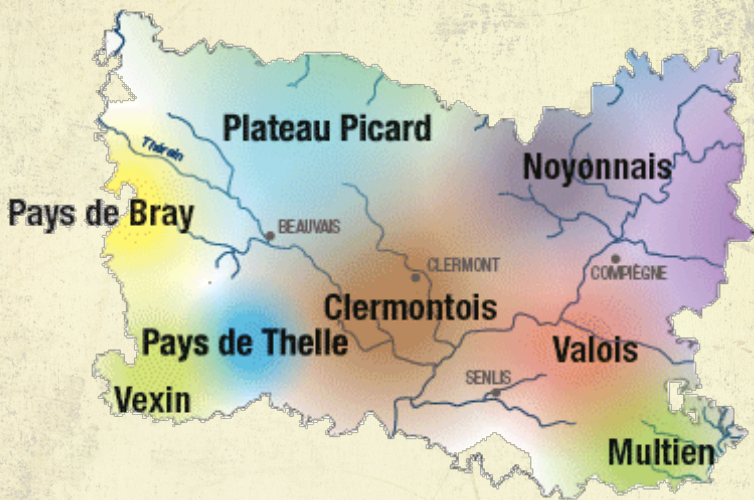 Plateau Picard
Thérain
Noyonnais
Pays de Bray
BEAUVAIS
CLERMONT
COMPIÈGNE
Clermontois
Pays de Thelle
Valois
SENLIS
Vexin
Multien